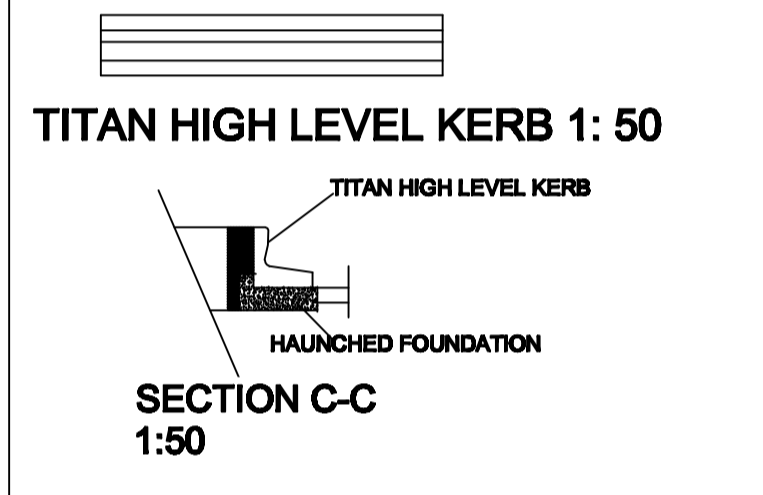 TITAN HIGH LEVEL KERB 1: 50
TITAN HIGH LEVEL KERB
HAUNCHED FOUNDATION
SECTION C-C
1:50